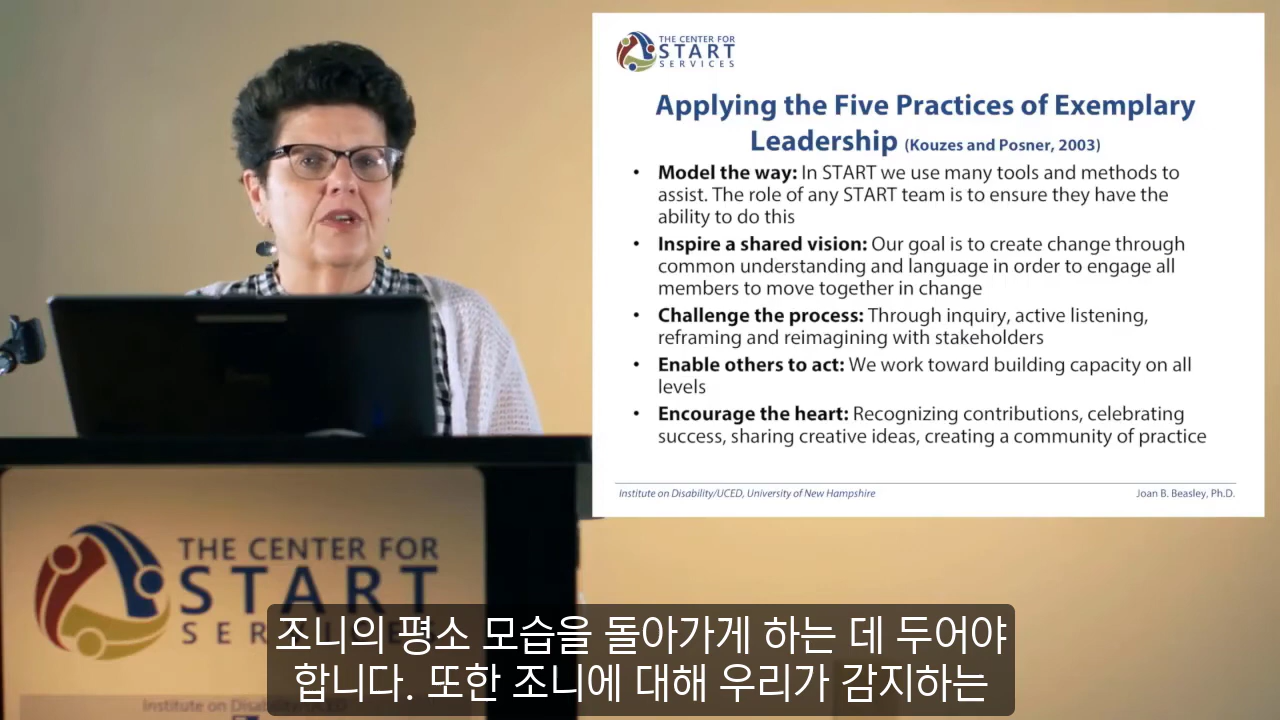 THE CENTER FOR
START
SERVICES
Applying the Five Practices of Exemplary
Leadership (Kouzes and Posner, 2003)
• Model the way: In START we use many tools and methods to
assist. The role of any START team is to ensure they have the
ability to do this
• Inspire a shared vision: Our goal is to create change through
common understanding and language in order to engage all
members to move together in change
• Challenge the process: Through inquiry, active listening,
reframing and reimagining with stakeholders
• Enable others to act: We work toward building capacity on all
levels
• Encourage the heart: Recognizing contributions, celebrating
success, sharing creative ideas, creating a community of practice
Institute on Disability/UCED, University of New Hampshire
Joan B. Beasley, Ph.D.
THE CENTER FOR
START
SER
조니의 평소 모습을 돌아가게 하는 데 두어야
합니다. 또한 조니에 대해 우리가 감지하는
Institute on Disability/UCED